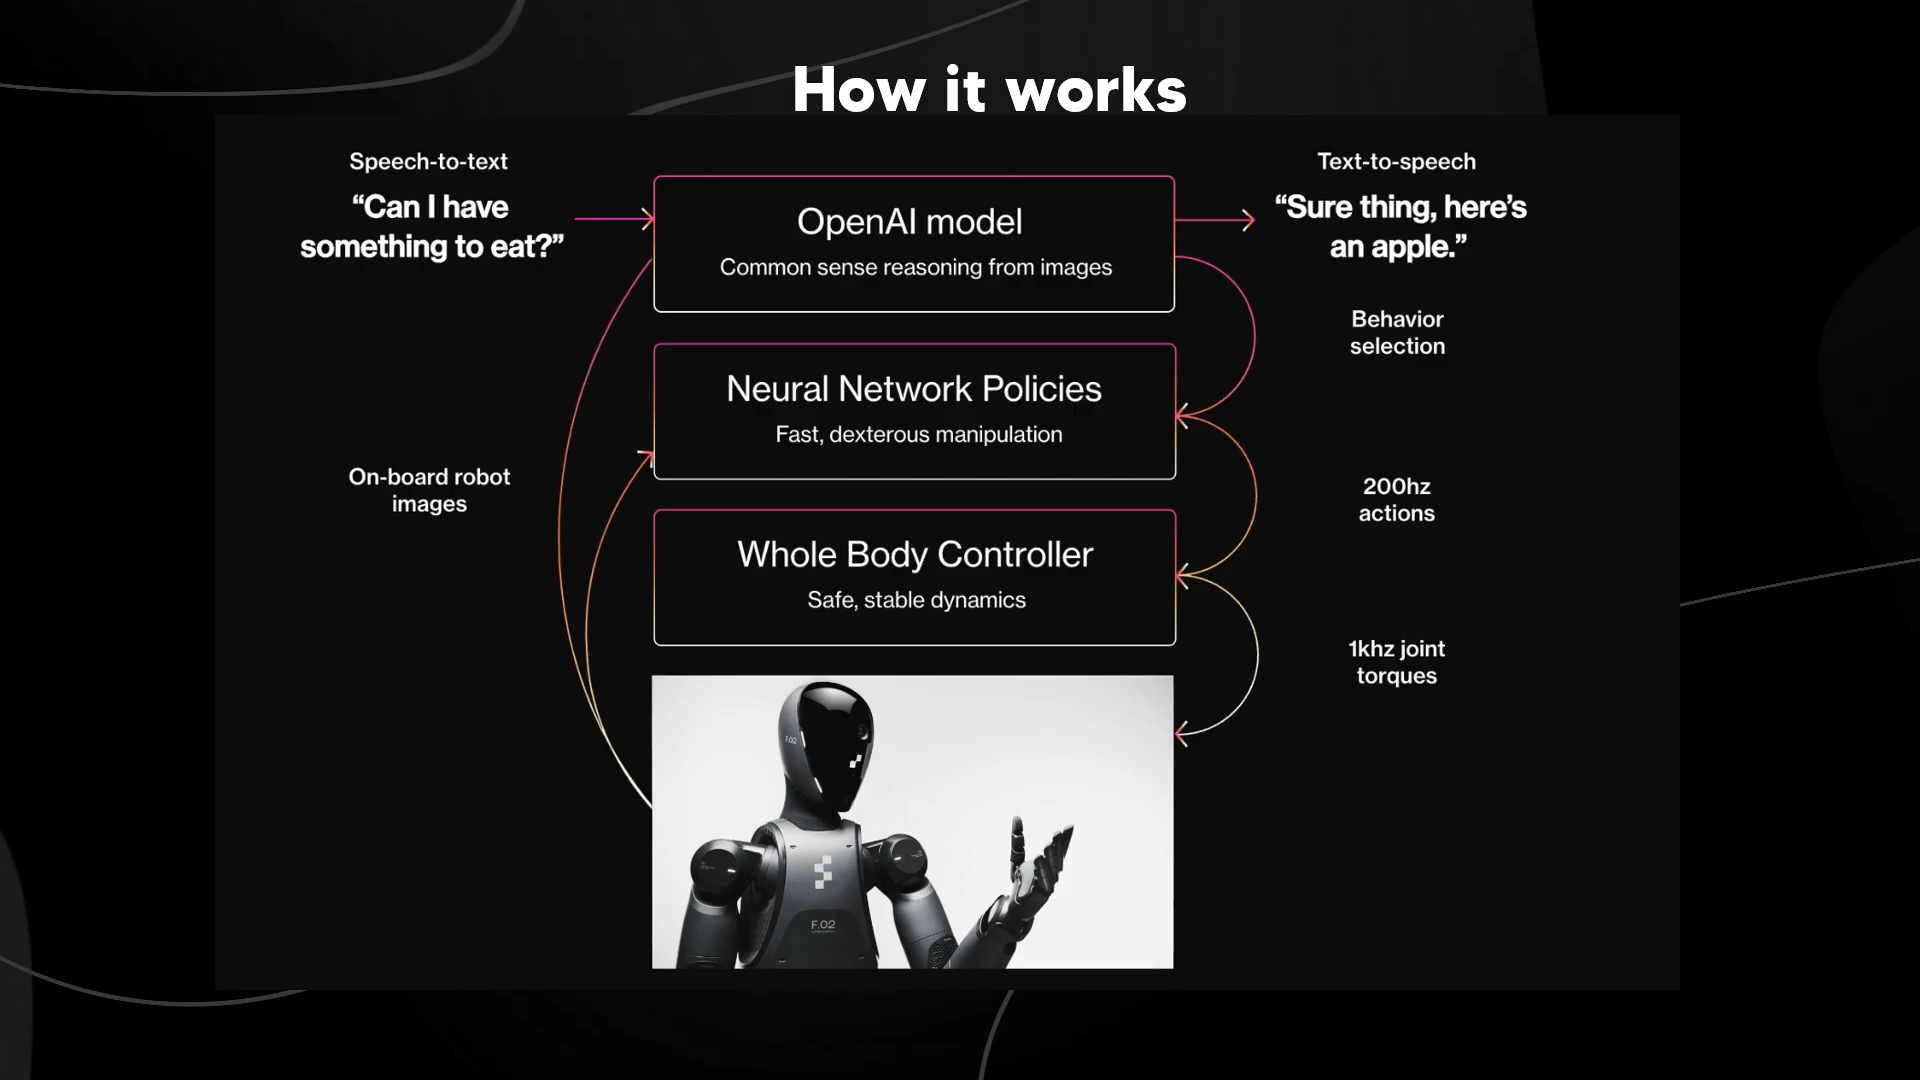 How it works
Speech-to-text
“Can I have
something to eat?”
OpenAI model
Common sense reasoning from images
Text-to-speech
“Sure thing, here’s
an apple.”
Behavior
selection
Neural Network Policies
Fast, dexterous manipulation
On-board robot
images
200hz
actions
Whole Body Controller
Safe, stable dynamics
1khz joint
torques
F.02
F.02